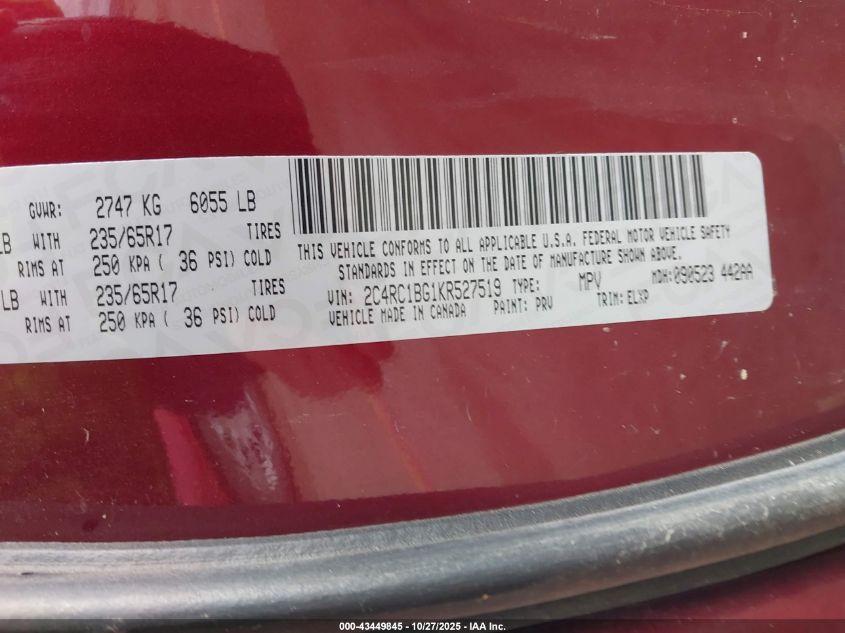 GVWR: 2747 KG 6055 LB
LB WITH 235/65R17 TIRES
RIMS AT 250 KPA ( 36 PSI) COLD
LB WITH 235/65R17 TIRES
RIMS AT 250 KPA ( 36 PSI) COLD
THIS VEHICLE CONFORMS TO ALL APPLICABLE U.S.A. FEDERAL MOTOR VEHICLE SAFETY
STANDARDS IN EFFECT ON THE DATE OF MANUFACTURE SHOWN ABOVE.
VIN: 2C4RC1BG1KR527519 TYPE: MPV MDH:090523 442AA
VEHICLE MADE IN CANADA PAINT: PRV TRIM: ELXP
000-43449845 - 10/27/2025 - IAA Inc.